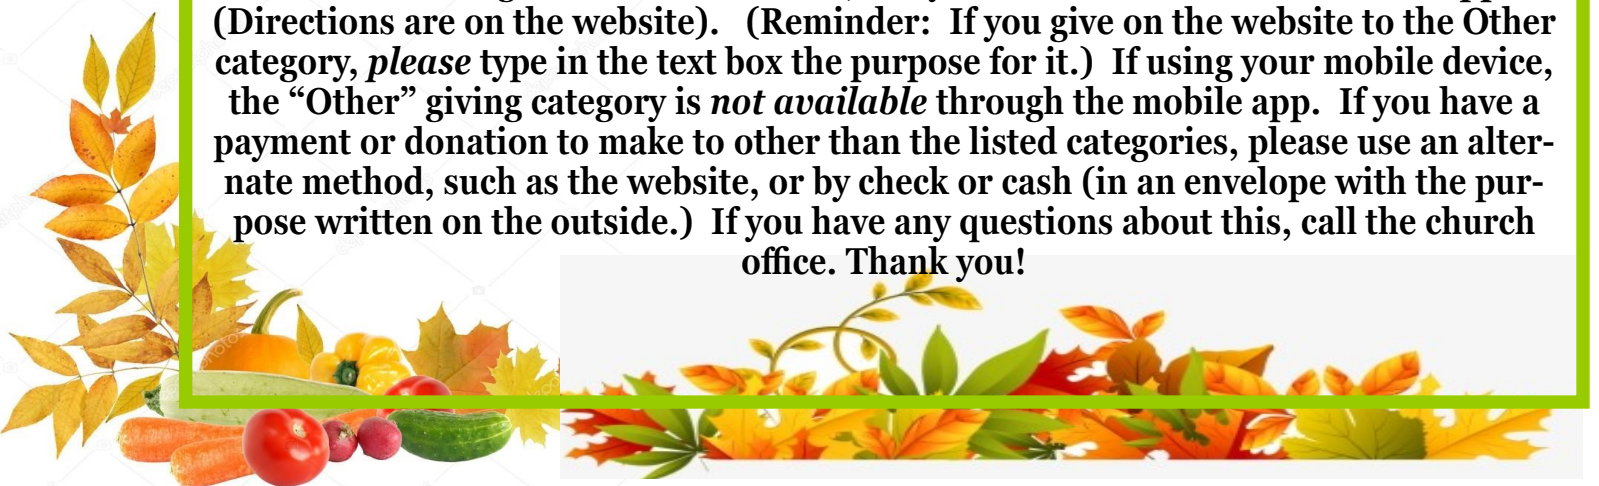 (Directions are on the website).   (Reminder:  If you give on the website to the Other
category, please type in the text box the purpose for it.)  If using your mobile device,
the “Other” giving category is not available through the mobile app.  If you have a
payment or donation to make to other than the listed categories, please use an alter-
nate method, such as the website, or by check or cash (in an envelope with the pur-
pose written on the outside.)  If you have any questions about this, call the church
office. Thank you!